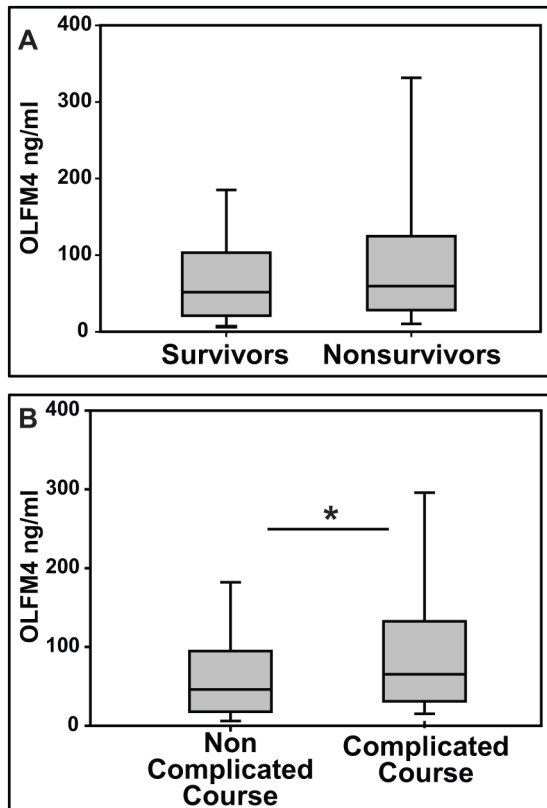 A
OLFM4 ng/ml
400
300
200
100
0
Survivors
Nonsurvivors
B
OLFM4 ng/ml
400
300
200
100
0
*
Non
Complicated
Course
Complicated
Course